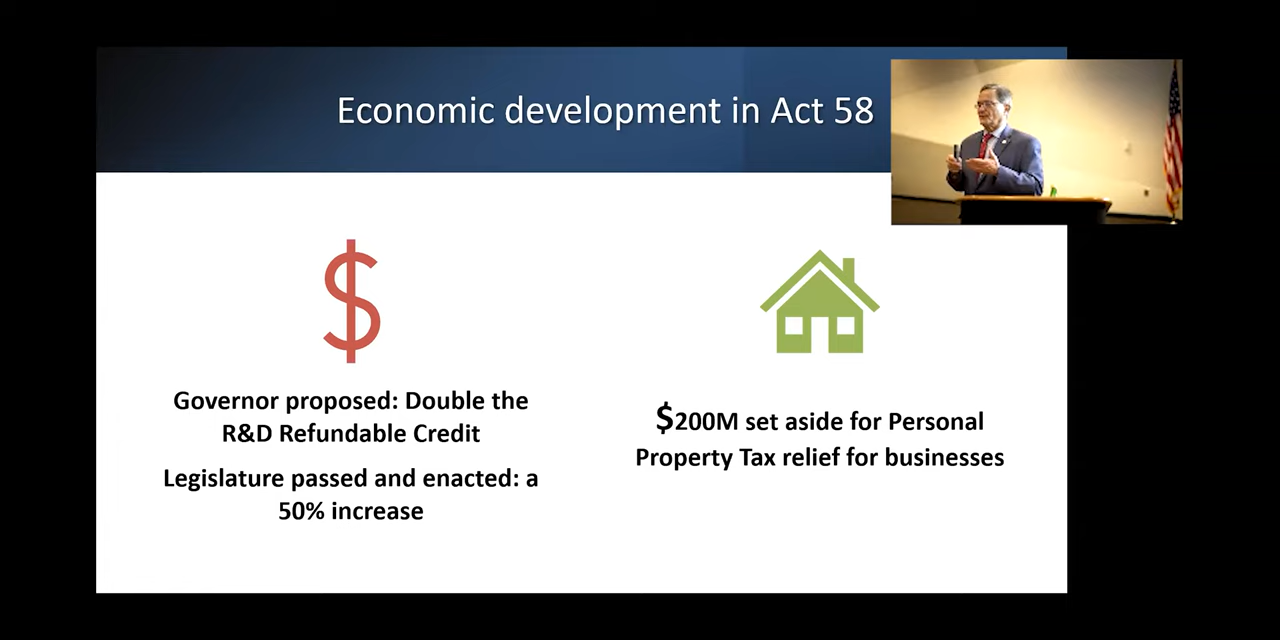 Economic development in Act 58
Governor proposed: Double the
R&D Refundable Credit
Legislature passed and enacted: a
50% increase
$200M set aside for Personal
Property Tax relief for businesses